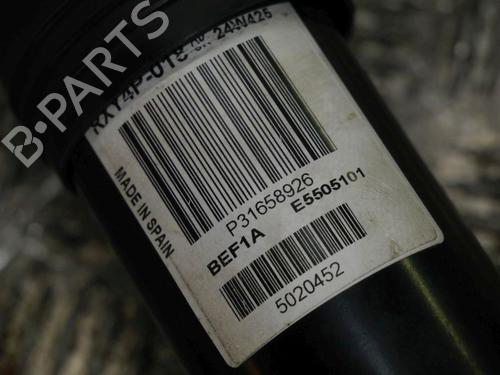 B-PARTS
MADE IN SPAIN
P31658926
BEF1A E5505101
5020452